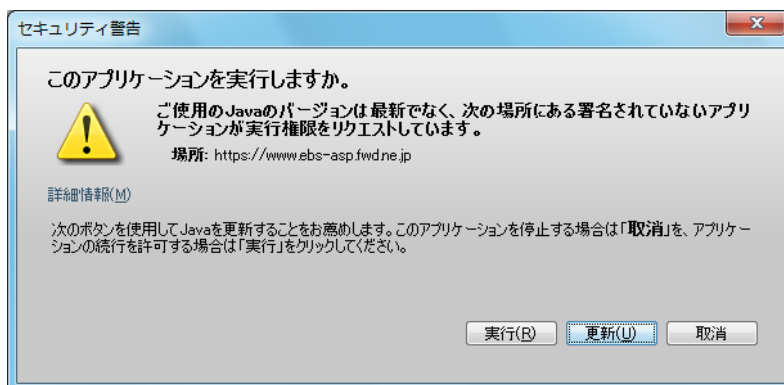 セキュリティ警告
このアプリケーションを実行しますか。
ご使用のJavaのバージョンは最新でなく、次の場所にある署名されていないアプリ
ケーションが実行権限をリクエストしています。
場所: https://www.ebs-asp.fwd.ne.jp
詳細情報(M)
次のボタンを使用してJavaを更新することをお薦めします。このアプリケーションを停止する場合は「取消」を、アプリケー
ションの続行を許可する場合は「実行」をクリックしてください。
実行(R) 更新(U) 取消